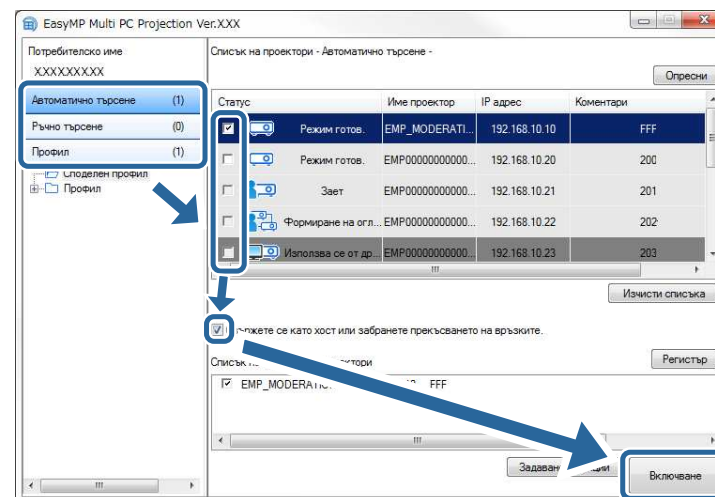 EasyMP Multi PC Projection Ver.XXX
Потребителско име
XXXXXXXXX
Автоматично търсене (1)
Ръчно търсене (0)
Профил (1)
Споделен профил
Профил
Списък на проектори - Автоматично търсене -
Опресни
Статус Име проектор IP адрес Коментари
Режим готов. EMP_MODERATI... 192.168.10.10 FFF
Режим готов. EMP00000000000... 192.168.10.20 200
Зает EMP00000000000... 192.168.10.21 201
Формиране на огл... EMP00000000000... 192.168.10.22 202
Използва се от др... EMP00000000000... 192.168.10.23 203
Изчисти списъка
се като хост или забранете прекъсването на връзките.
Списък
Регистър
FFF
Включване